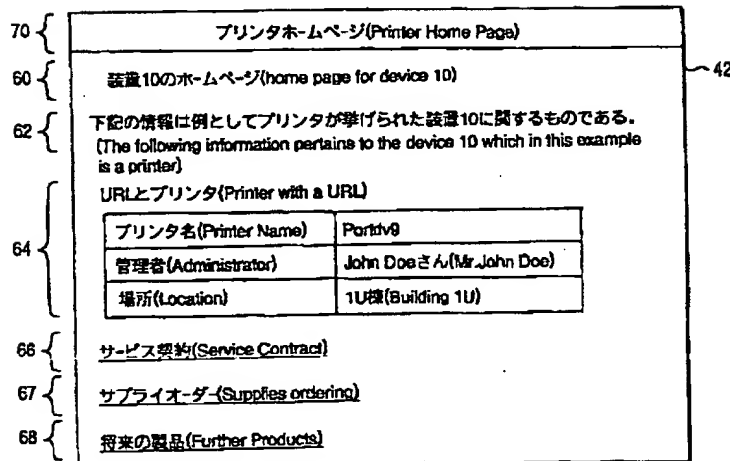 70 プリンタホームページ(Printer Home Page)
60 装置10のホームページ(home page for device 10) 42
62 下記の情報は例としてプリンタが挙げられた装置10に関するものである。
(The following information pertains to the device 10 which in this example
is a printer)
URLとプリンタ(Printer with a URL)
64
プリンタ名(Printer Name) Portdv9
管理者(Administrator) John Doeさん(Mr.John Doe)
場所(Location) 1U棟(Building 1U)
66 サービス契約(Service Contract)
67 サプライオーダー(Supplies ordering)
68 将来の製品(Further Products)